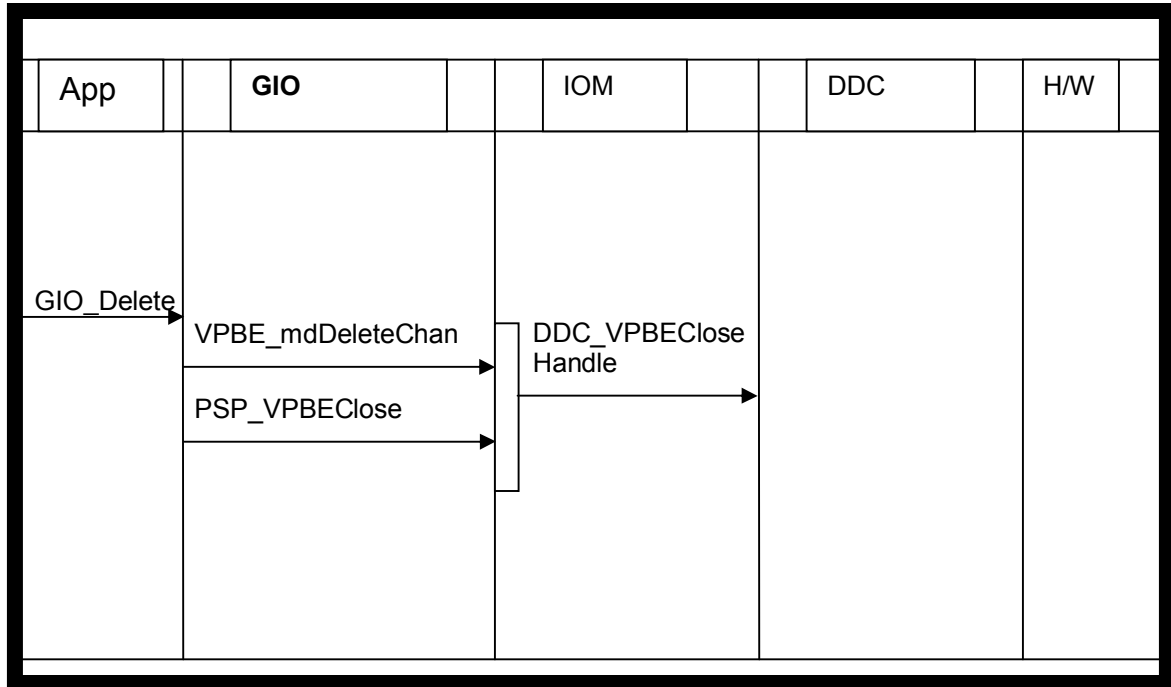 App
GIO
IOM
DDC
H/W
GIO_Delete
VPBE_mdDeleteChan
DDC_VPBEClose
Handle
PSP_VPBEClose